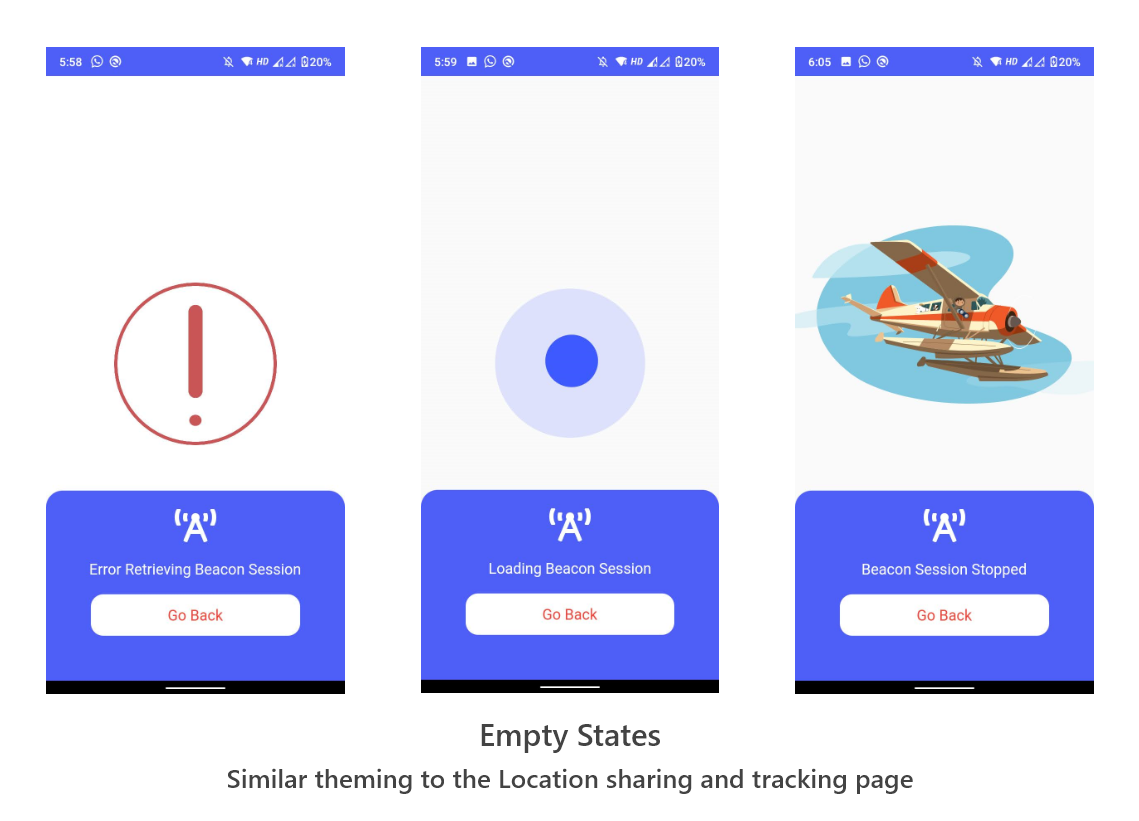 5:58
HD
20%
Error Retrieving Beacon Session
Go Back
5:59
HD
20%
Loading Beacon Session
Go Back
6:05
HD
20%
Beacon Session Stopped
Go Back
Empty States
Similar theming to the Location sharing and tracking page